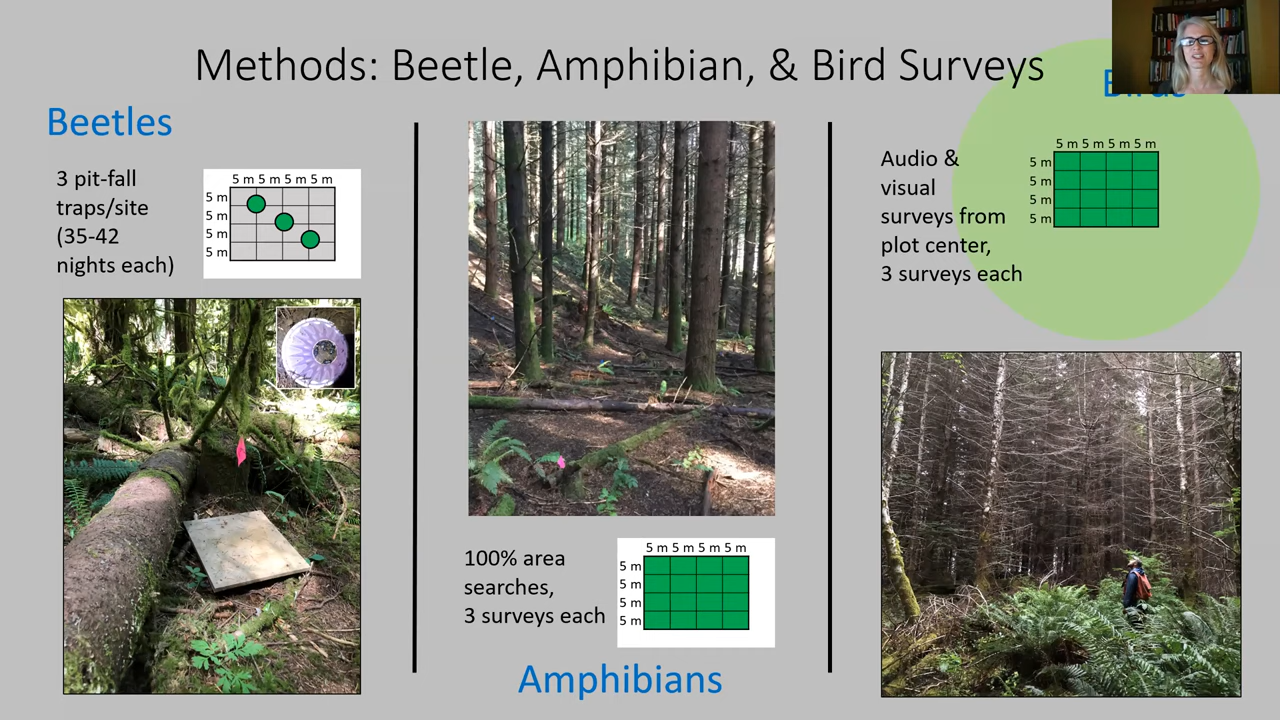 Methods: Beetle, Amphibian, & Bird Surveys
Beetles
3 pit-fall
traps/site
(35-42
nights each)
5 m 5 m 5 m 5 m
5 m
5 m
5 m
5 m
100% area
searches,
3 surveys each
5 m 5 m 5 m 5 m
5 m
5 m
5 m
5 m
Amphibians
Audio &
visual
surveys from
plot center,
3 surveys each
5 m 5 m 5 m 5 m
5 m
5 m
5 m
5 m